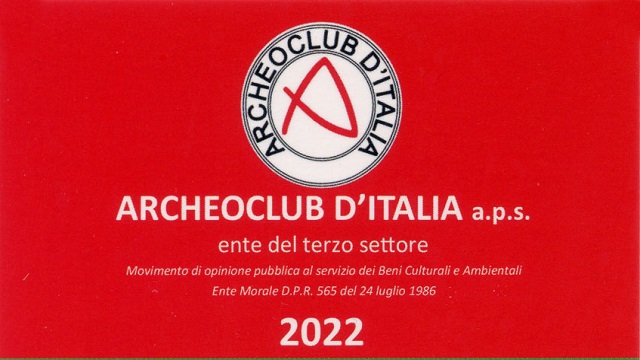 ARCHEOCLUB D'ITALIA
ARCHEOCLUB D'ITALIA a.p.s.
ente del terzo settore
Movimento di opinione pubblica al servizio dei Beni Culturali e Ambientali
Ente Morale D.P.R. 565 del 24 luglio 1986
2022